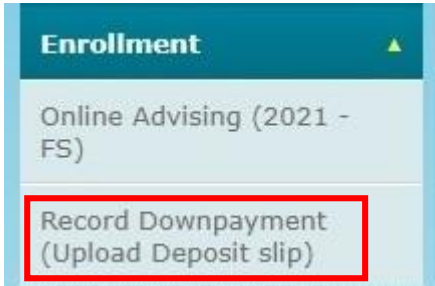 Enrollment
Online Advising (2021 -
FS)
Record Downpayment
(Upload Deposit slip)